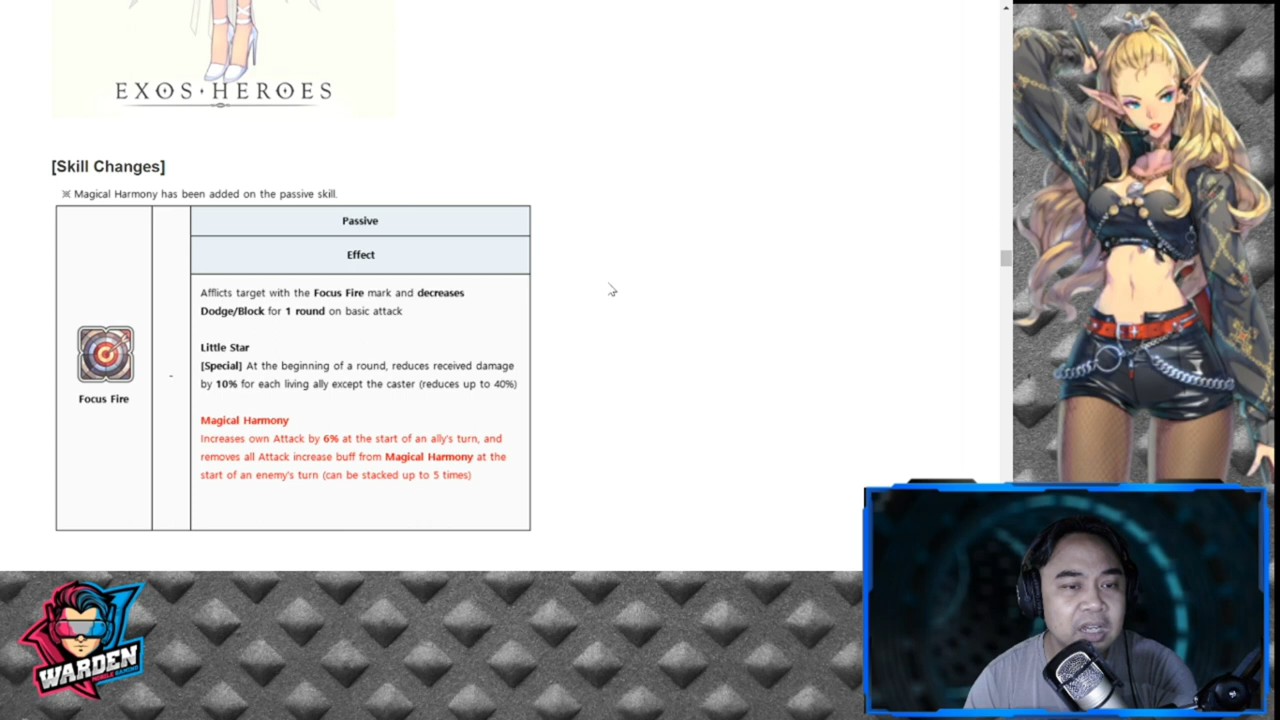 EXOS·HEROES
[Skill Changes]
※ Magical Harmony has been added on the passive skill.
Passive
Effect
Afflicts target with the Focus Fire mark and decreases
Dodge/Block for 1 round on basic attack
Little Star
[Special] At the beginning of a round, reduces received damage
by 10% for each living ally except the caster (reduces up to 40%)
Magical Harmony
Increases own Attack by 6% at the start of an ally's turn, and
removes all Attack increase buff from Magical Harmony at the
start of an enemy's turn (can be stacked up to 5 times)
Focus Fire
-
WARDEN
MOBILE GAMING